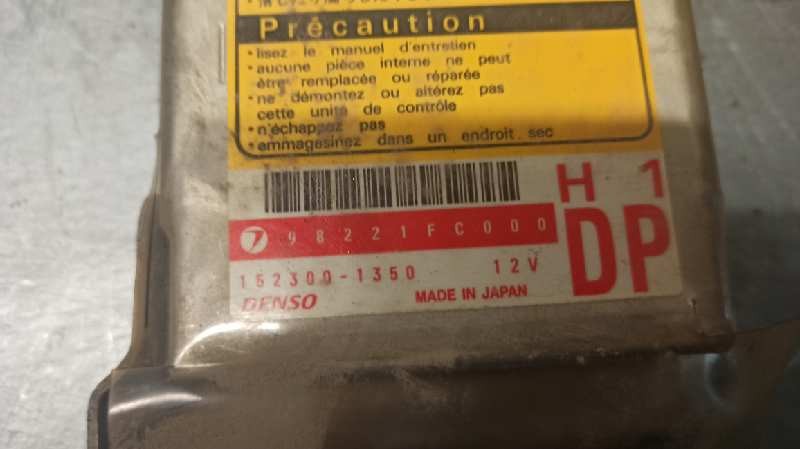 Précaution
•lisez le manuel d'entretien
•aucune pièce interne ne peut
être remplacée ou réparée
•ne démontez ou altérez pas
cette unité de contrôle
•n'échappez pas
•emmagesinez dans un endroit sec
H 1
7 98221FC000
DP
152300-1350 12V
DENSO MADE IN JAPAN